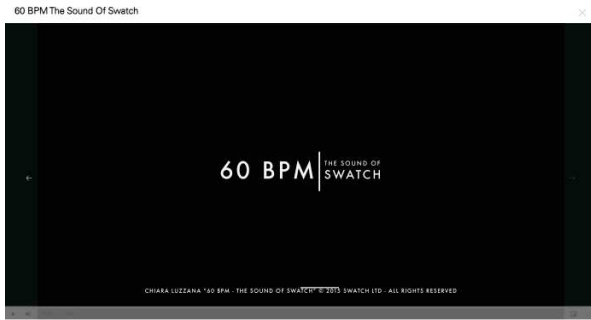 60 BPM The Sound Of Swatch
60 BPM
THE SOUND OF
SWATCH
CHIARA LUZZANA "60 BPM - THE SOUND OF SWATCH" © 2013 SWATCH LTD - ALL RIGHTS RESERVED